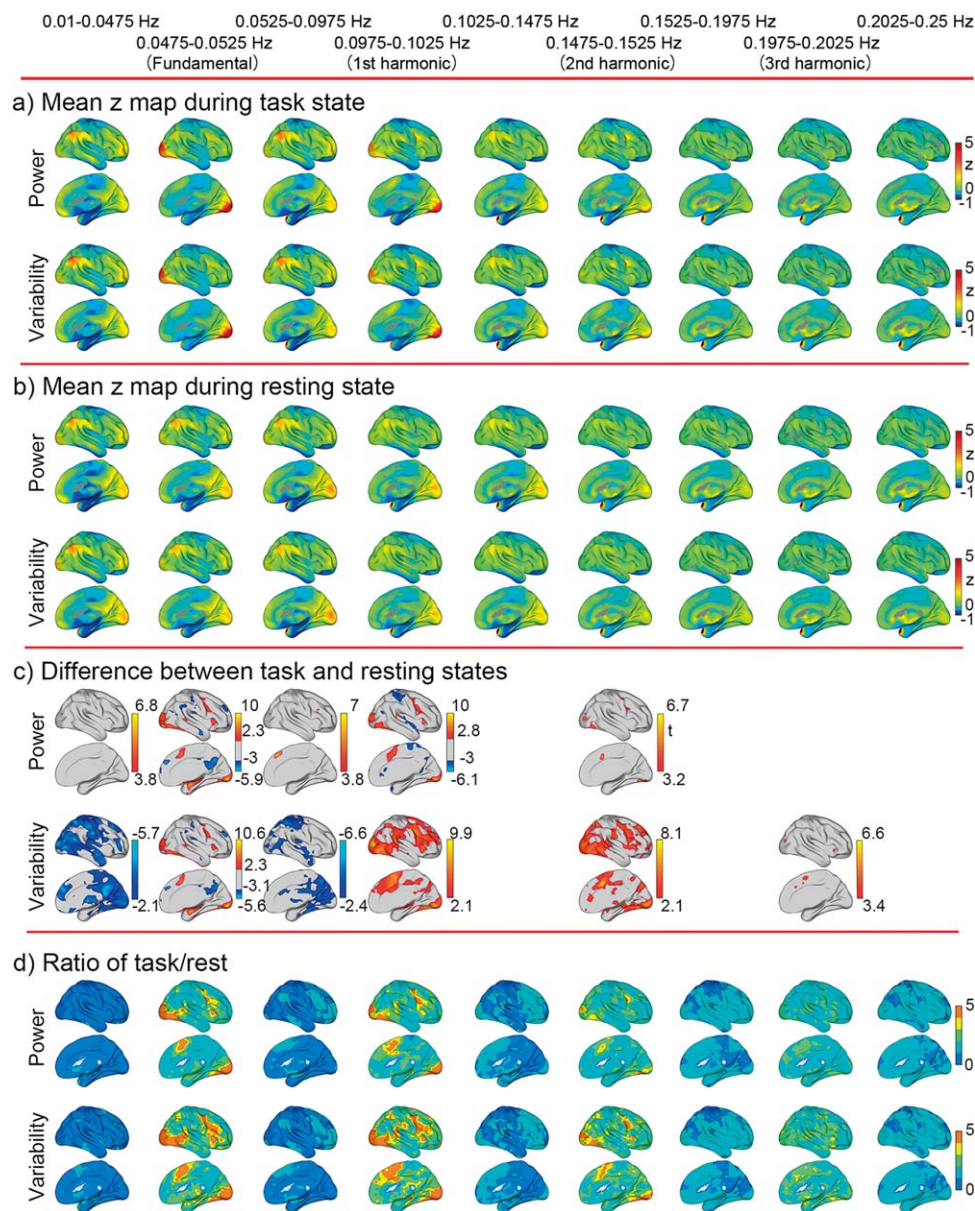 0.01-0.0475 Hz 0.0525-0.0975 Hz 0.1025-0.1475 Hz 0.1525-0.1975 Hz 0.2025-0.25 Hz
0.0475-0.0525 Hz 0.0975-0.1025 Hz 0.1475-0.1525 Hz 0.1975-0.2025 Hz
(Fundamental) (1st harmonic) (2nd harmonic) (3rd harmonic)
a) Mean z map during task state
Power
5
z
0
-1
Variability
5
z
0
-1
b) Mean z map during resting state
Power
5
z
0
-1
Variability
5
z
0
-1
c) Difference between task and resting states
Power
6.8 10 7 10 6.7
2.3 2.8 t
-3 -3
3.8 -5.9 3.8 -6.1 3.2
Variability
-5.7 10.6 -6.6 9.9 8.1 6.6
2.3
-3.1
-2.1 -5.6 -2.4 2.1 2.1 3.4
d) Ratio of task/rest
Power
5
0
Variability
5
0